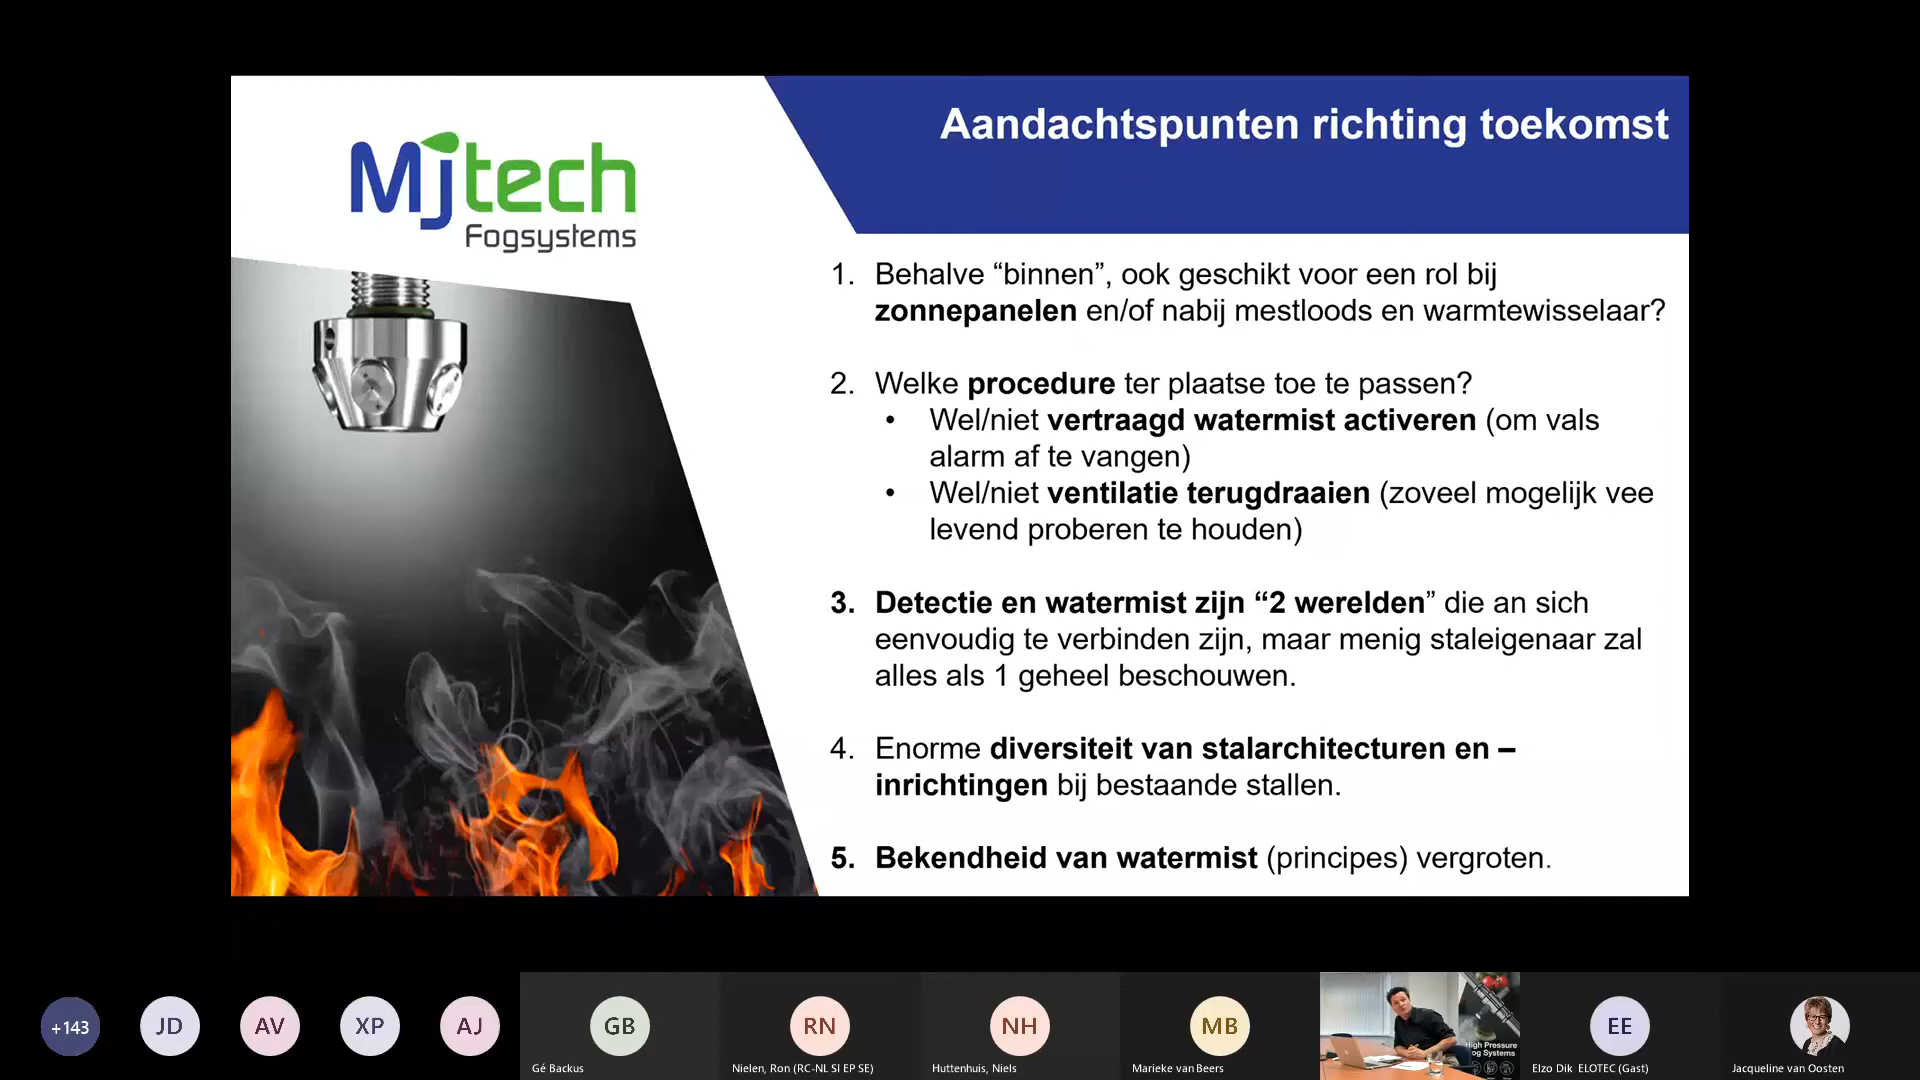 Aandachtspunten richting toekomst
Mjtech
Fogsystems
1. Behalve “binnen”, ook geschikt voor een rol bij
zonnepanelen en/of nabij mestloods en warmtewisselaar?
2. Welke procedure ter plaatse toe te passen?
• Wel/niet vertraagd watermist activeren (om vals
alarm af te vangen)
• Wel/niet ventilatie terugdraaien (zoveel mogelijk vee
levend proberen te houden)
3. Detectie en watermist zijn “2 werelden” die an sich
eenvoudig te verbinden zijn, maar menig staleigenaar zal
alles als 1 geheel beschouwen.
4. Enorme diversiteit van stalarchitecturen en –
inrichtingen bij bestaande stallen.
5. Bekendheid van watermist (principes) vergroten.
+143
JD
AV
XP
AJ
GB
Gé Backus
RN
Nielen, Ron (RC-NL SI EP SE)
NH
Huttenhuis, Niels
MB
Marieke van Beers
High Pressure
og Systems
EE
Elzo Dik ELOTEC (Gast)
Jacqueline van Oosten